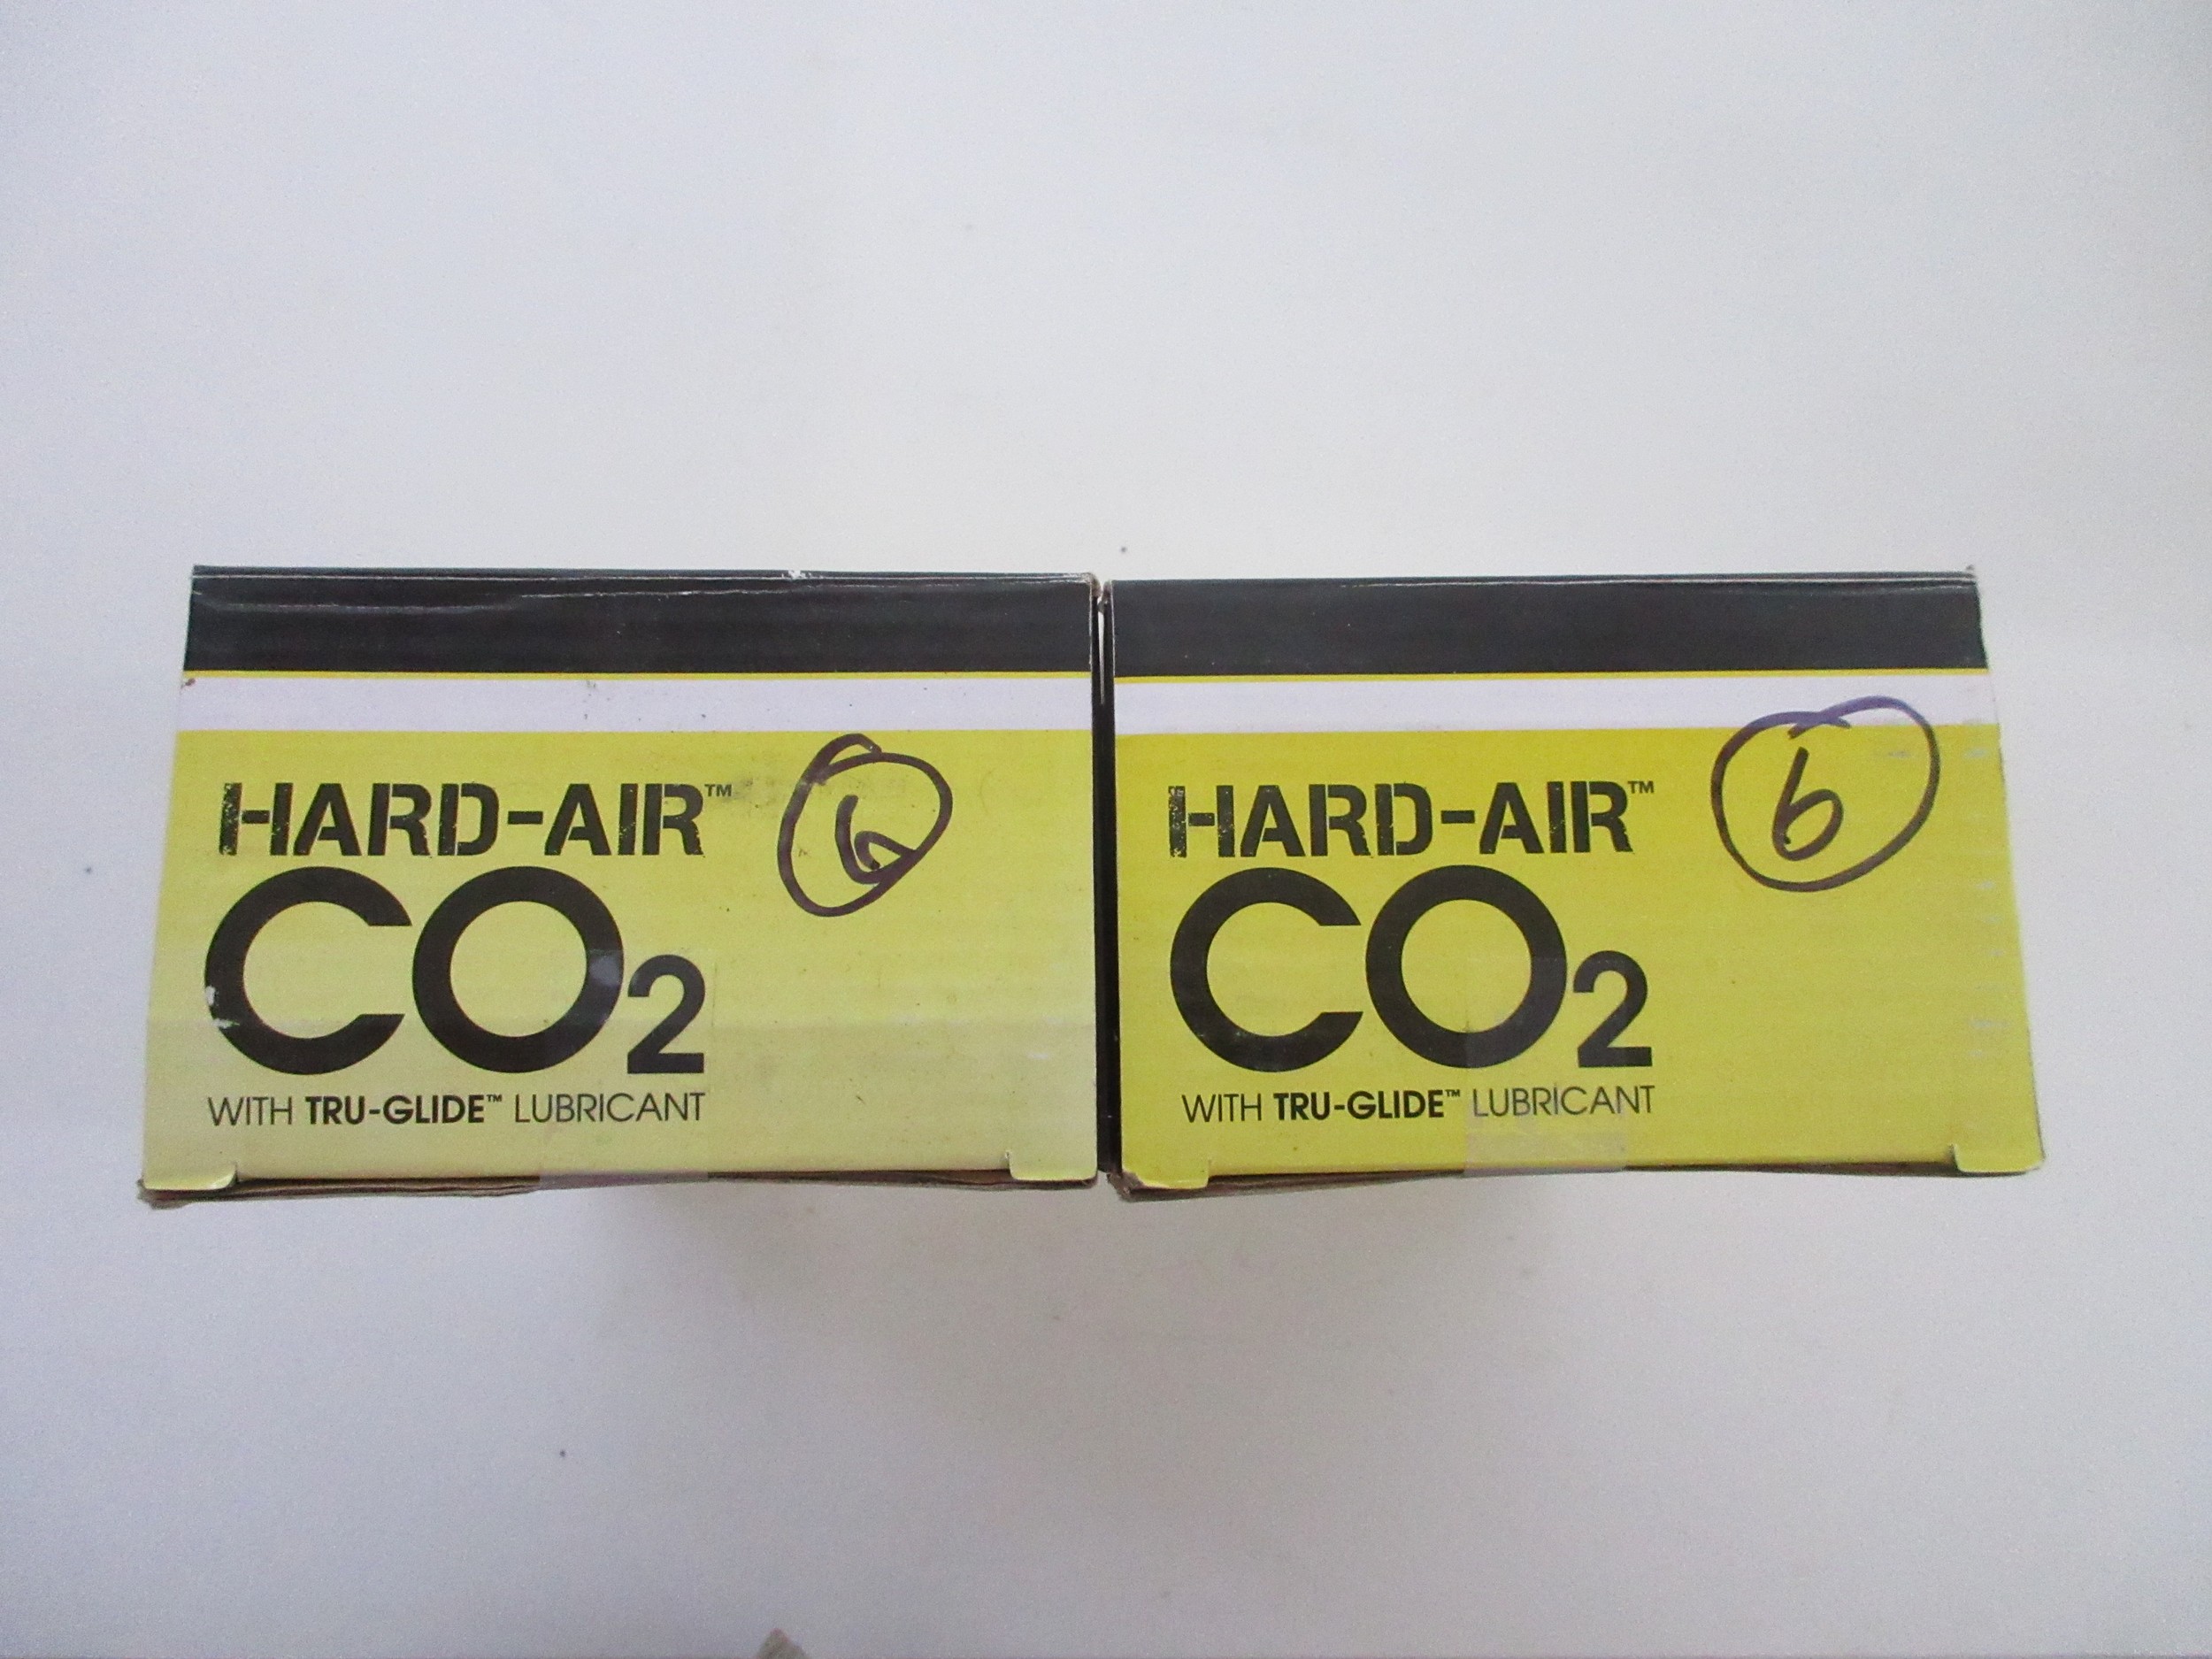 HARD-AIR™
6
CO2
WITH TRU-GLIDE™ LUBRICANT
HARD-AIR™
6
CO2
WITH TRU-GLIDE™ LUBRICANT